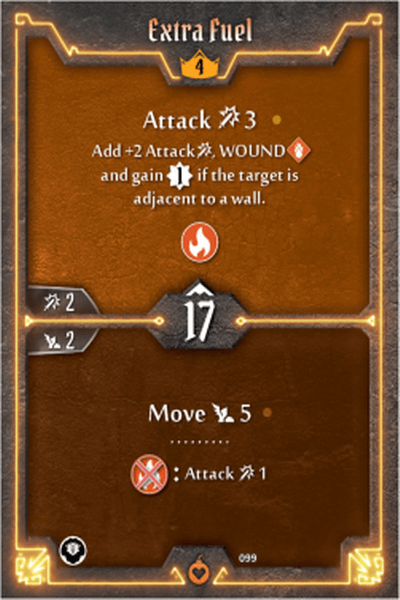 Extra Fuel
4
Attack 3
Add +2 Attack, WOUND
and gain 1 if the target is
adjacent to a wall.
2
17
2
Move 5
: Attack 1
099